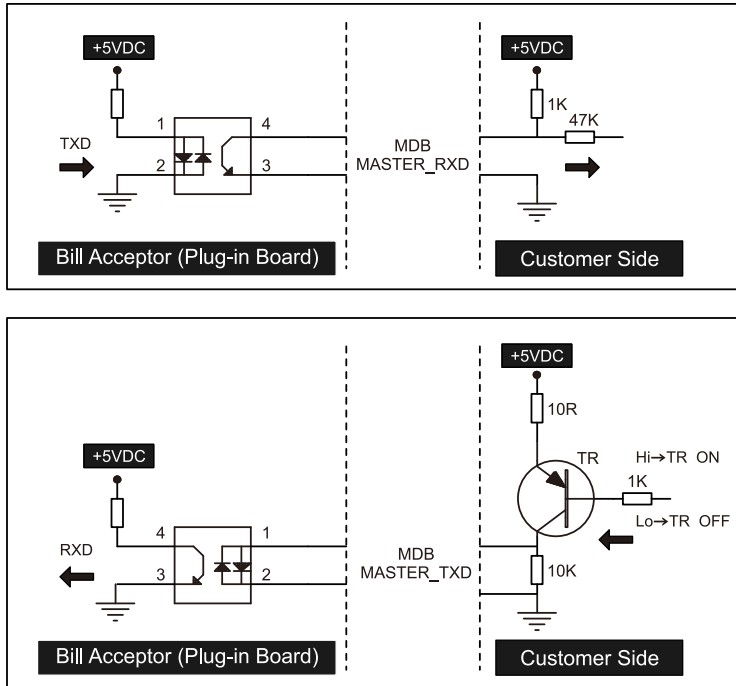 +5VDC
+5VDC
1K
47K
1
4
TXD
MDB
MASTER_RXD
2
3
Bill Acceptor (Plug-in Board)
Customer Side
+5VDC
10R
TR
Hi→TR ON
+5VDC
1K
4
1
Lo→TR OFF
RXD
MDB
MASTER_TXD
3
2
10K
Bill Acceptor (Plug-in Board)
Customer Side